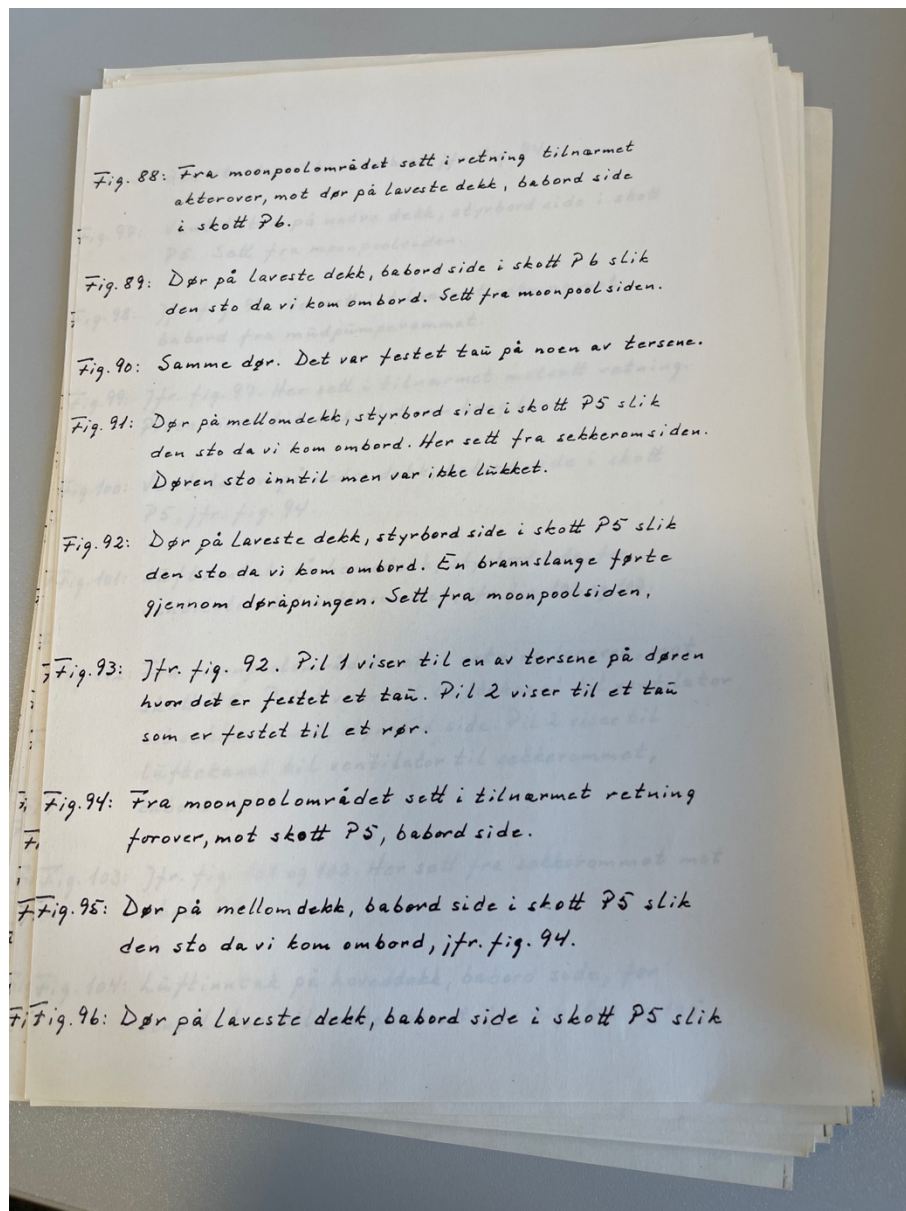 Fig. 88: Fra moonpoolområdet sett i retning tilnærmet
akterover, mot dør på laveste dekk, babord side
i skott P6.
Fig. 89: Dør på laveste dekk, babord side i skott P6 slik
den sto da vi kom ombord. Sett fra moonpoolsiden.
Fig. 90: Samme dør. Det var festet tau på noen av tersene.
Fig. 91: Dør på mellomdekk, styrbord side i skott P5 slik
den sto da vi kom ombord. Her sett fra sekkeromsiden.
Døren sto inntil men var ikke lukket.
Fig. 92: Dør på laveste dekk, styrbord side i skott P5 slik
den sto da vi kom ombord. En brannslange førte
gjennom døråpningen. Sett fra moonpoolsiden.
Fig. 93: Jfr. fig. 92. Pil 1 viser til en av tersene på døren
hvor det er festet et tau. Pil 2 viser til et tau
som er festet til et rør.
Fig. 94: Fra moonpoolområdet sett i tilnærmet retning
forover, mot skott P5, babord side.
Fig. 95: Dør på mellomdekk, babord side i skott P5 slik
den sto da vi kom ombord, jfr. fig. 94.
Fig. 96: Dør på laveste dekk, babord side i skott P5 slik